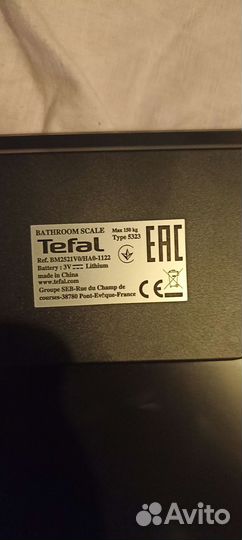 BATHROOM SCALE
Max 150 kg
Tefal
Type 5323
EAC
Ref. BM2521V0/HA0-1122
Battery : 3V Lithium
made in China
www.tefal.com
Groupe SEB-Rue du Champ de
courses-38780 Pont-Evêque-France
CE
Avito